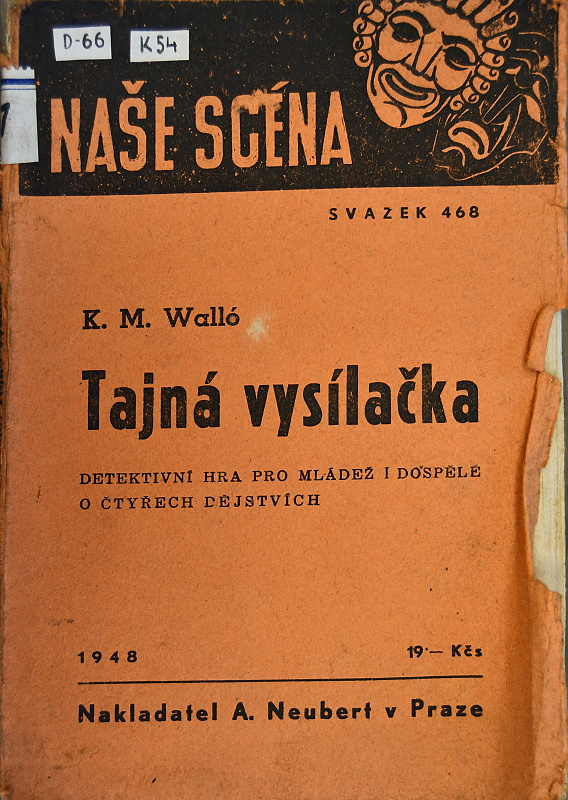 D-66
K54
1
NAŠE SCÉNA
SVAZEK 468
K. M. Walló
Tajná vysílačka
DETEKTIVNÍ HRA PRO MLÁDEŽ I DOSPĚLÉ
O ČTYŘECH DĚJSTVÍCH
1948
19·— Kčs
Nakladatel A. Neubert v Praze